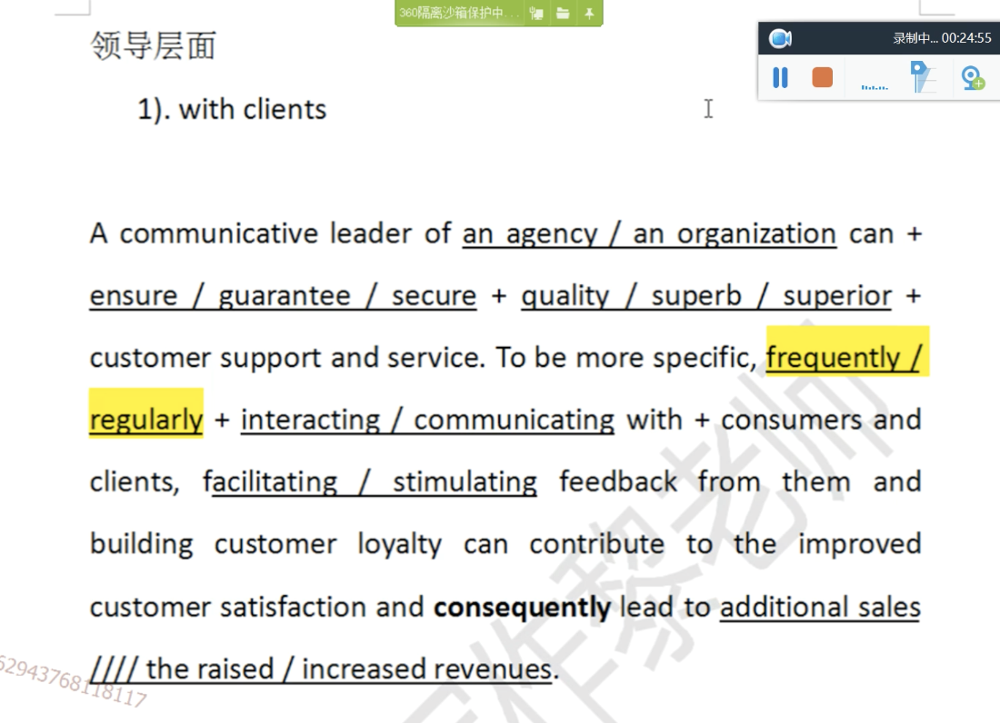 360隔离沙箱保护中...
录制中... 00:24:55
领导层面
1). with clients
A communicative leader of an agency / an organization can +
ensure / guarantee / secure + quality / superb / superior +
customer support and service. To be more specific, frequently /
regularly + interacting / communicating with + consumers and
clients, facilitating / stimulating feedback from them and
building customer loyalty can contribute to the improved
customer satisfaction and consequently lead to additional sales
//// the raised / increased revenues.
62943768118117
作黎老师